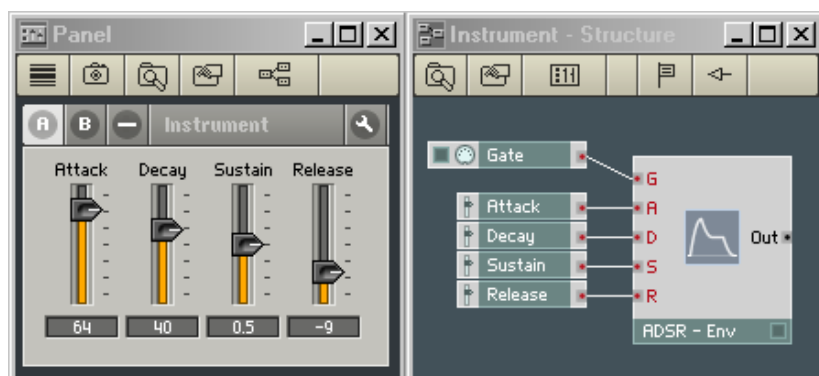 Panel
A B Instrument
Attack Decay Sustain Release
64 40 0.5 -9
Instrument - Structure
Gate
Attack
Decay
Sustain
Release
G
A
D
S
R
Out
ADSR - Env